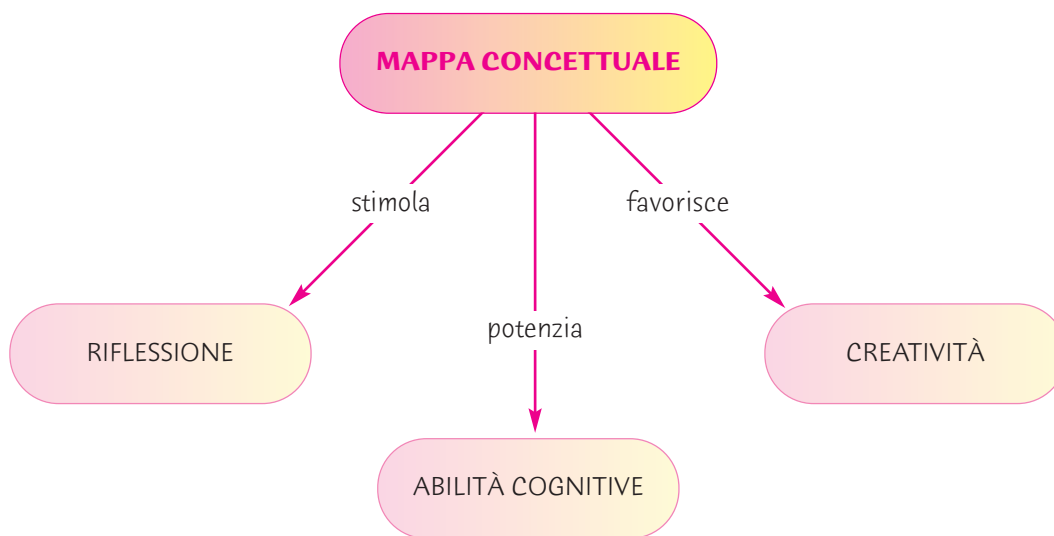 MAPPA CONCETTUALE
stimola
favorisce
potenzia
RIFLESSIONE
CREATIVITÀ
ABILITÀ COGNITIVE